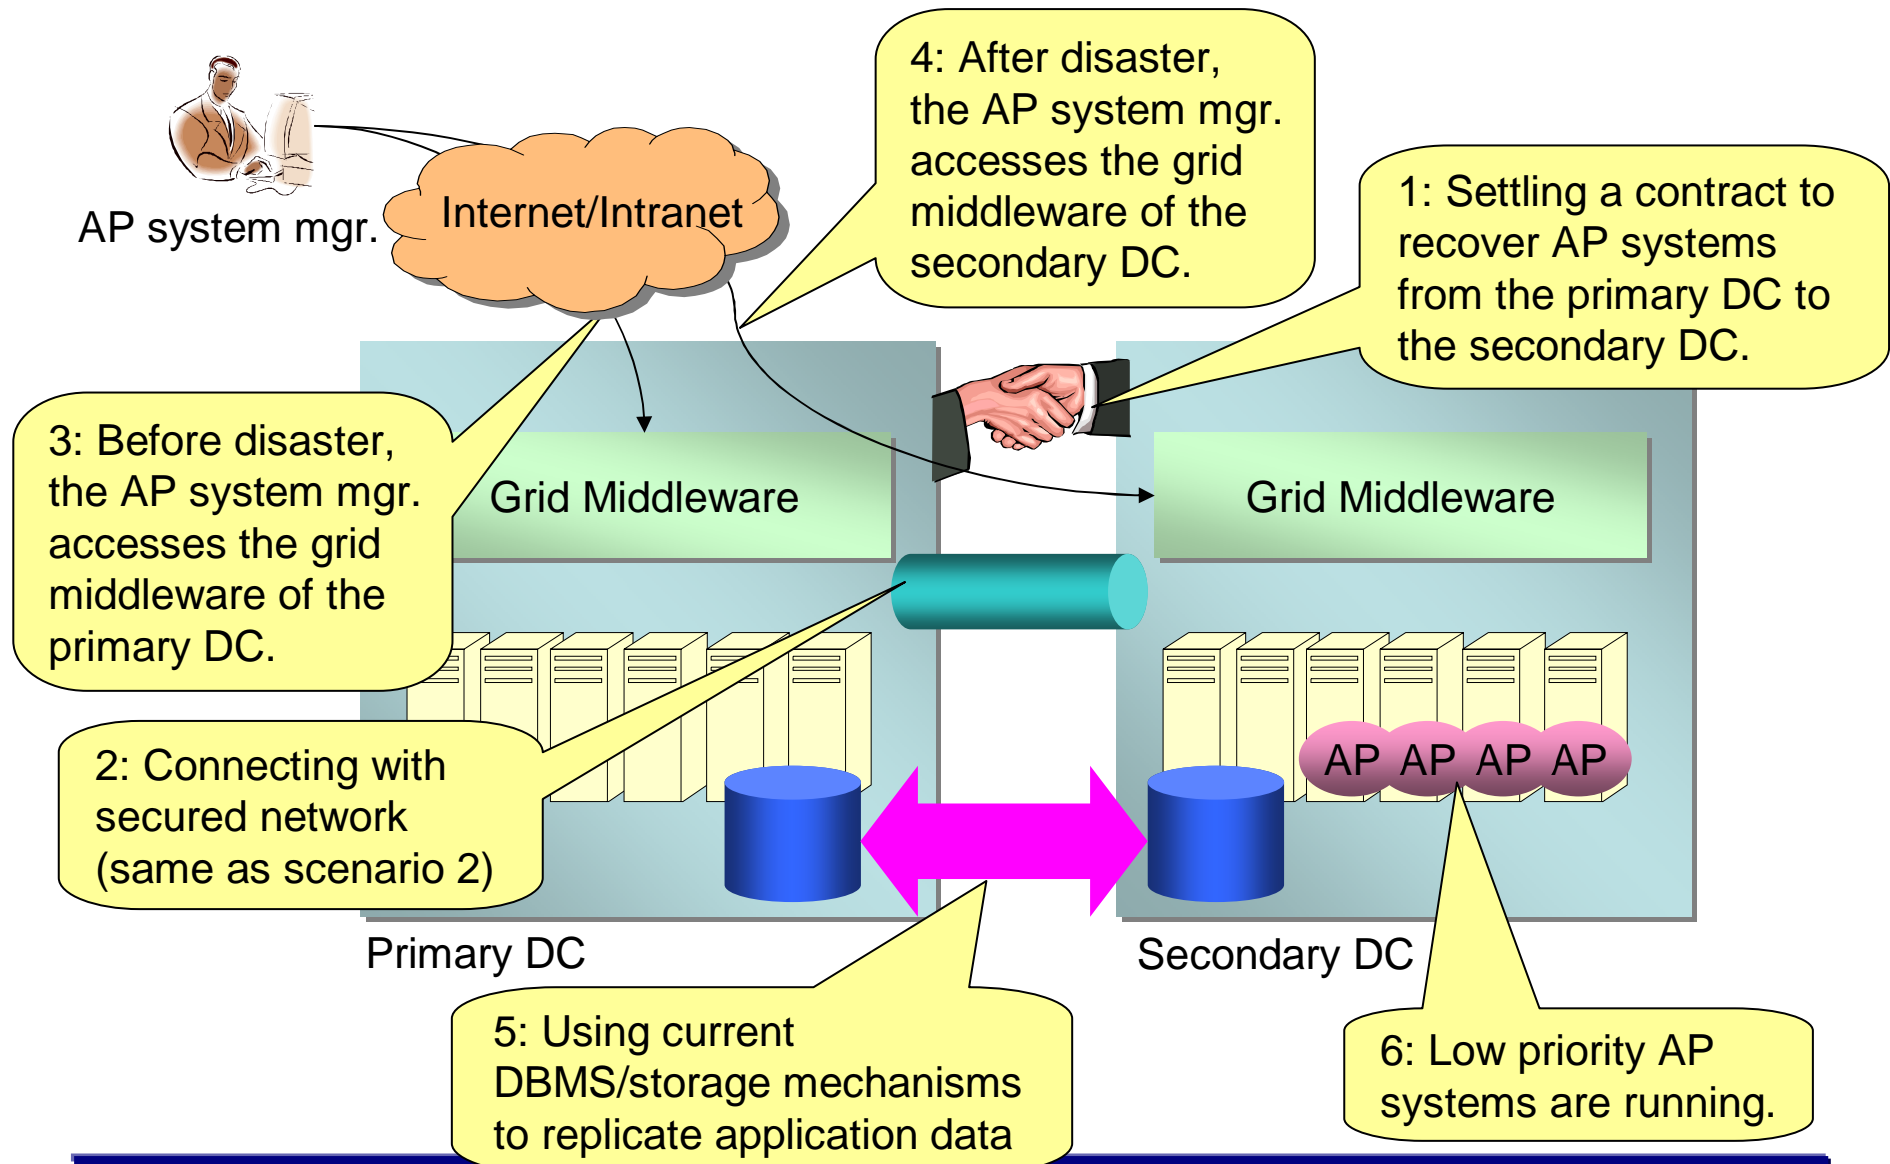 4: After disaster,
the AP system mgr.
accesses the grid
middleware of the
secondary DC.
1: Settling a contract to
recover AP systems
from the primary DC to
the secondary DC.
AP system mgr.
Internet/Intranet
3: Before disaster,
the AP system mgr.
accesses the grid
middleware of the
primary DC.
Grid Middleware
Grid Middleware
2: Connecting with
secured network
(same as scenario 2)
AP AP AP AP
Primary DC
Secondary DC
5: Using current
DBMS/storage mechanisms
to replicate application data
6: Low priority AP
systems are running.